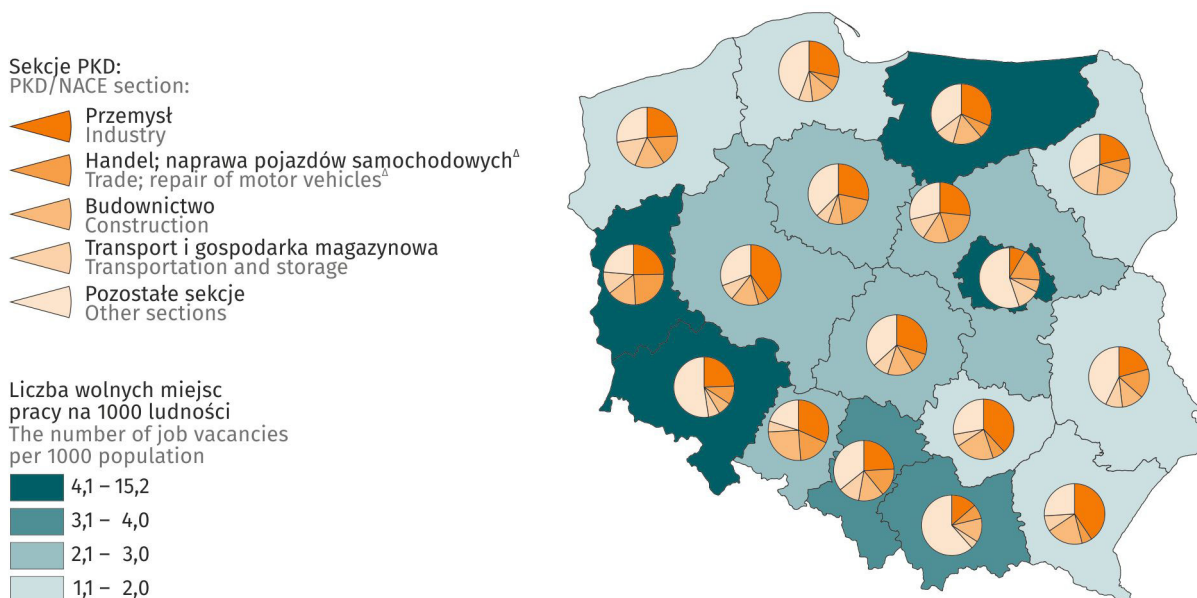 Sekcje PKD:
PKD/NACE section:
Przemysł
Industry
Handel; naprawa pojazdów samochodowych^Δ
Trade; repair of motor vehicles^Δ
Budownictwo
Construction
Transport i gospodarka magazynowa
Transportation and storage
Pozostałe sekcje
Other sections
Liczba wolnych miejsc
pracy na 1000 ludności
The number of job vacancies
per 1000 population
4,1 – 15,2
3,1 – 4,0
2,1 – 3,0
1,1 – 2,0